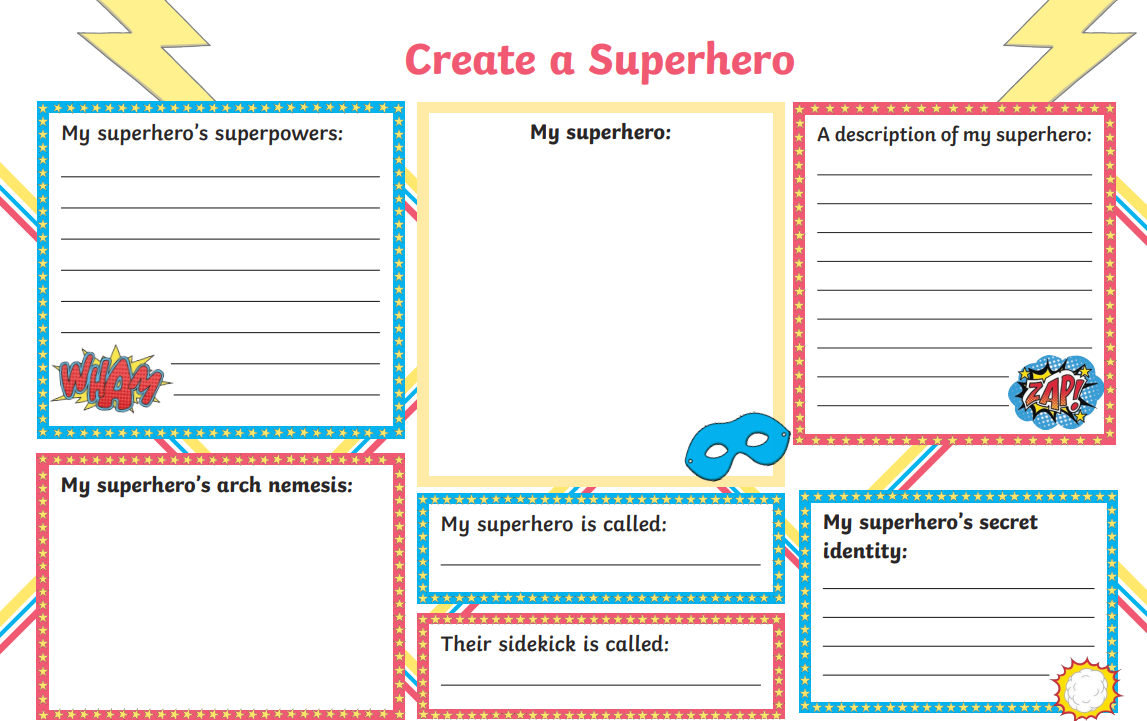 Create a Superhero
My superhero's superpowers:
WHAM
My superhero:
A description of my superhero:
ZAP!
My superhero's arch nemesis:
My superhero is called:
Their sidekick is called:
My superhero's secret
identity: